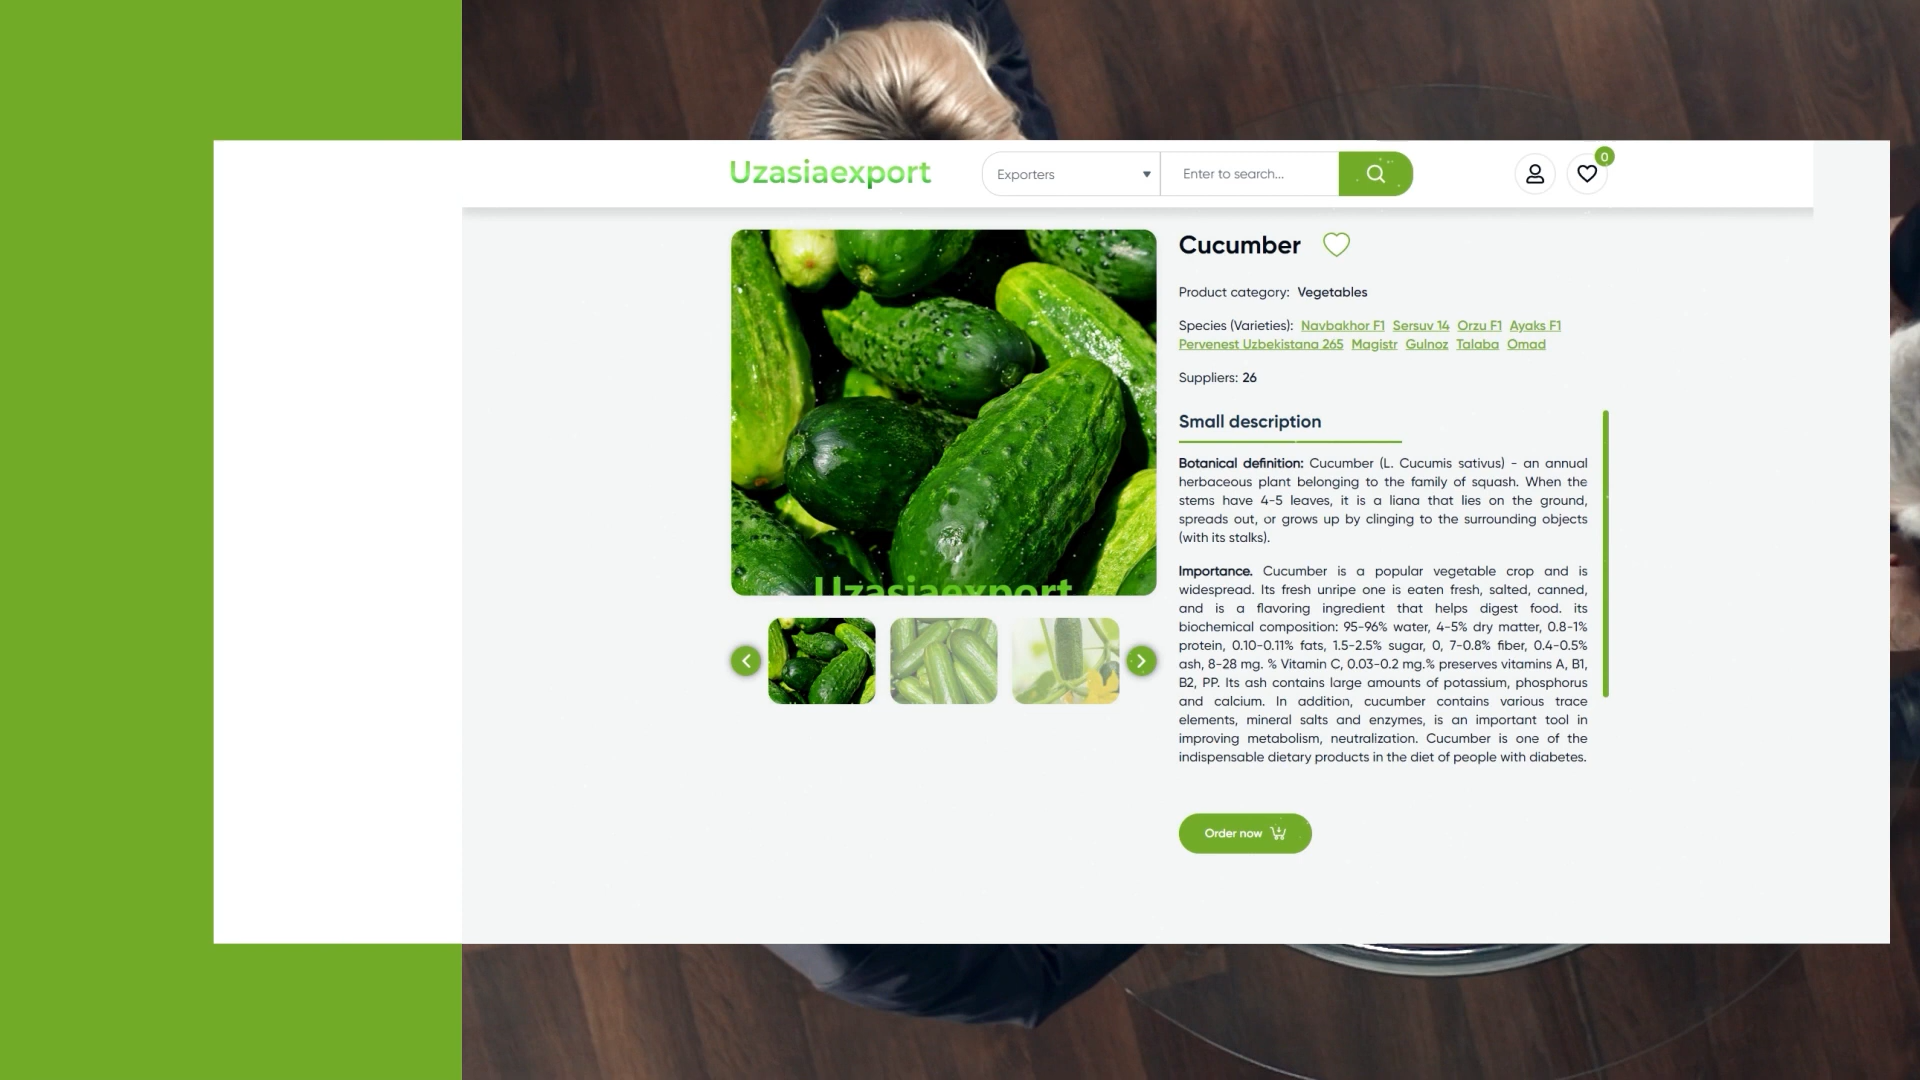 Uzasiaexport
Exporters
Enter to search...
0
Cucumber
Product category: Vegetables
Species (Varieties): Navbakhor F1 Sersuv 14 Orzu F1 Ayaks F1
Pervenest Uzbekistana 265 Magistr Gulnoz Talaba Omad
Suppliers: 26
Small description
Botanical definition: Cucumber (L. Cucumis sativus) - an annual
herbaceous plant belonging to the family of squash. When the
stems have 4-5 leaves, it is a liana that lies on the ground,
spreads out, or grows up by clinging to the surrounding objects
(with its stalks).
Importance. Cucumber is a popular vegetable crop and is
widespread. Its fresh unripe one is eaten fresh, salted, canned,
and is a flavoring ingredient that helps digest food. its
biochemical composition: 95-96% water, 4-5% dry matter, 0.8-1%
protein, 0.10-0.11% fats, 1.5-2.5% sugar, 0, 7-0.8% fiber, 0.4-0.5%
ash, 8-28 mg. % Vitamin C, 0.03-0.2 mg.% preserves vitamins A, B1,
B2, PP. Its ash contains large amounts of potassium, phosphorus
and calcium. In addition, cucumber contains various trace
elements, mineral salts and enzymes, is an important tool in
improving metabolism, neutralization. Cucumber is one of the
indispensable dietary products in the diet of people with diabetes.
Uzasiaexport
Order now